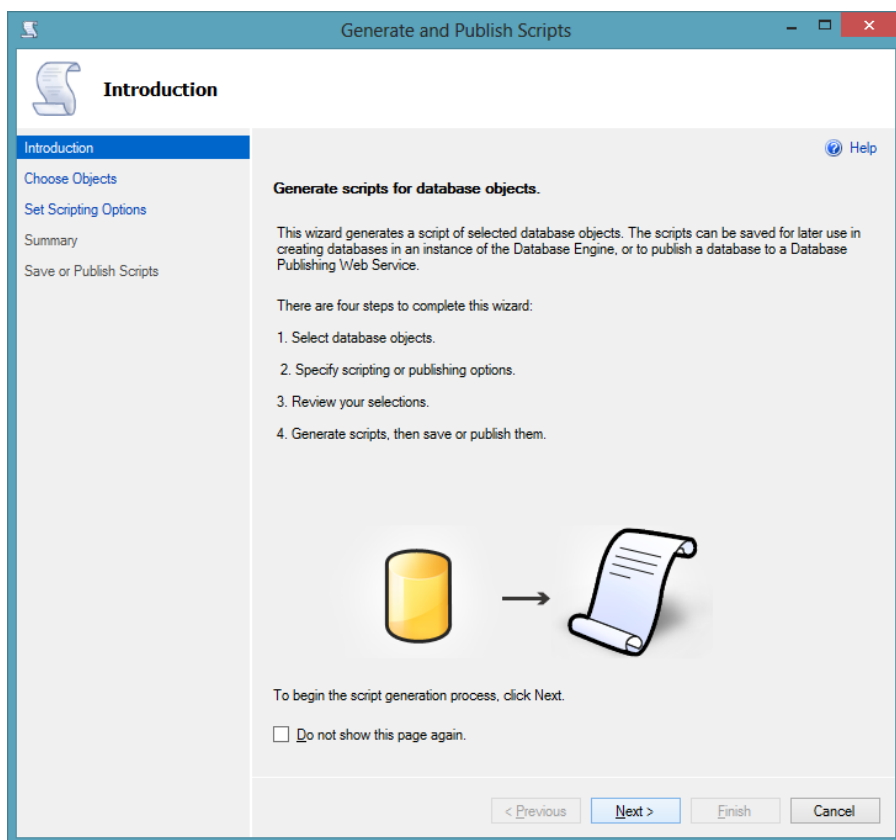 Generate and Publish Scripts
Introduction
Introduction
Choose Objects
Set Scripting Options
Summary
Save or Publish Scripts
Help
Generate scripts for database objects.
This wizard generates a script of selected database objects. The scripts can be saved for later use in
creating databases in an instance of the Database Engine, or to publish a database to a Database
Publishing Web Service.
There are four steps to complete this wizard:
1. Select database objects.
2. Specify scripting or publishing options.
3. Review your selections.
4. Generate scripts, then save or publish them.
To begin the script generation process, click Next.
Do not show this page again.
< Previous
Next >
Finish
Cancel